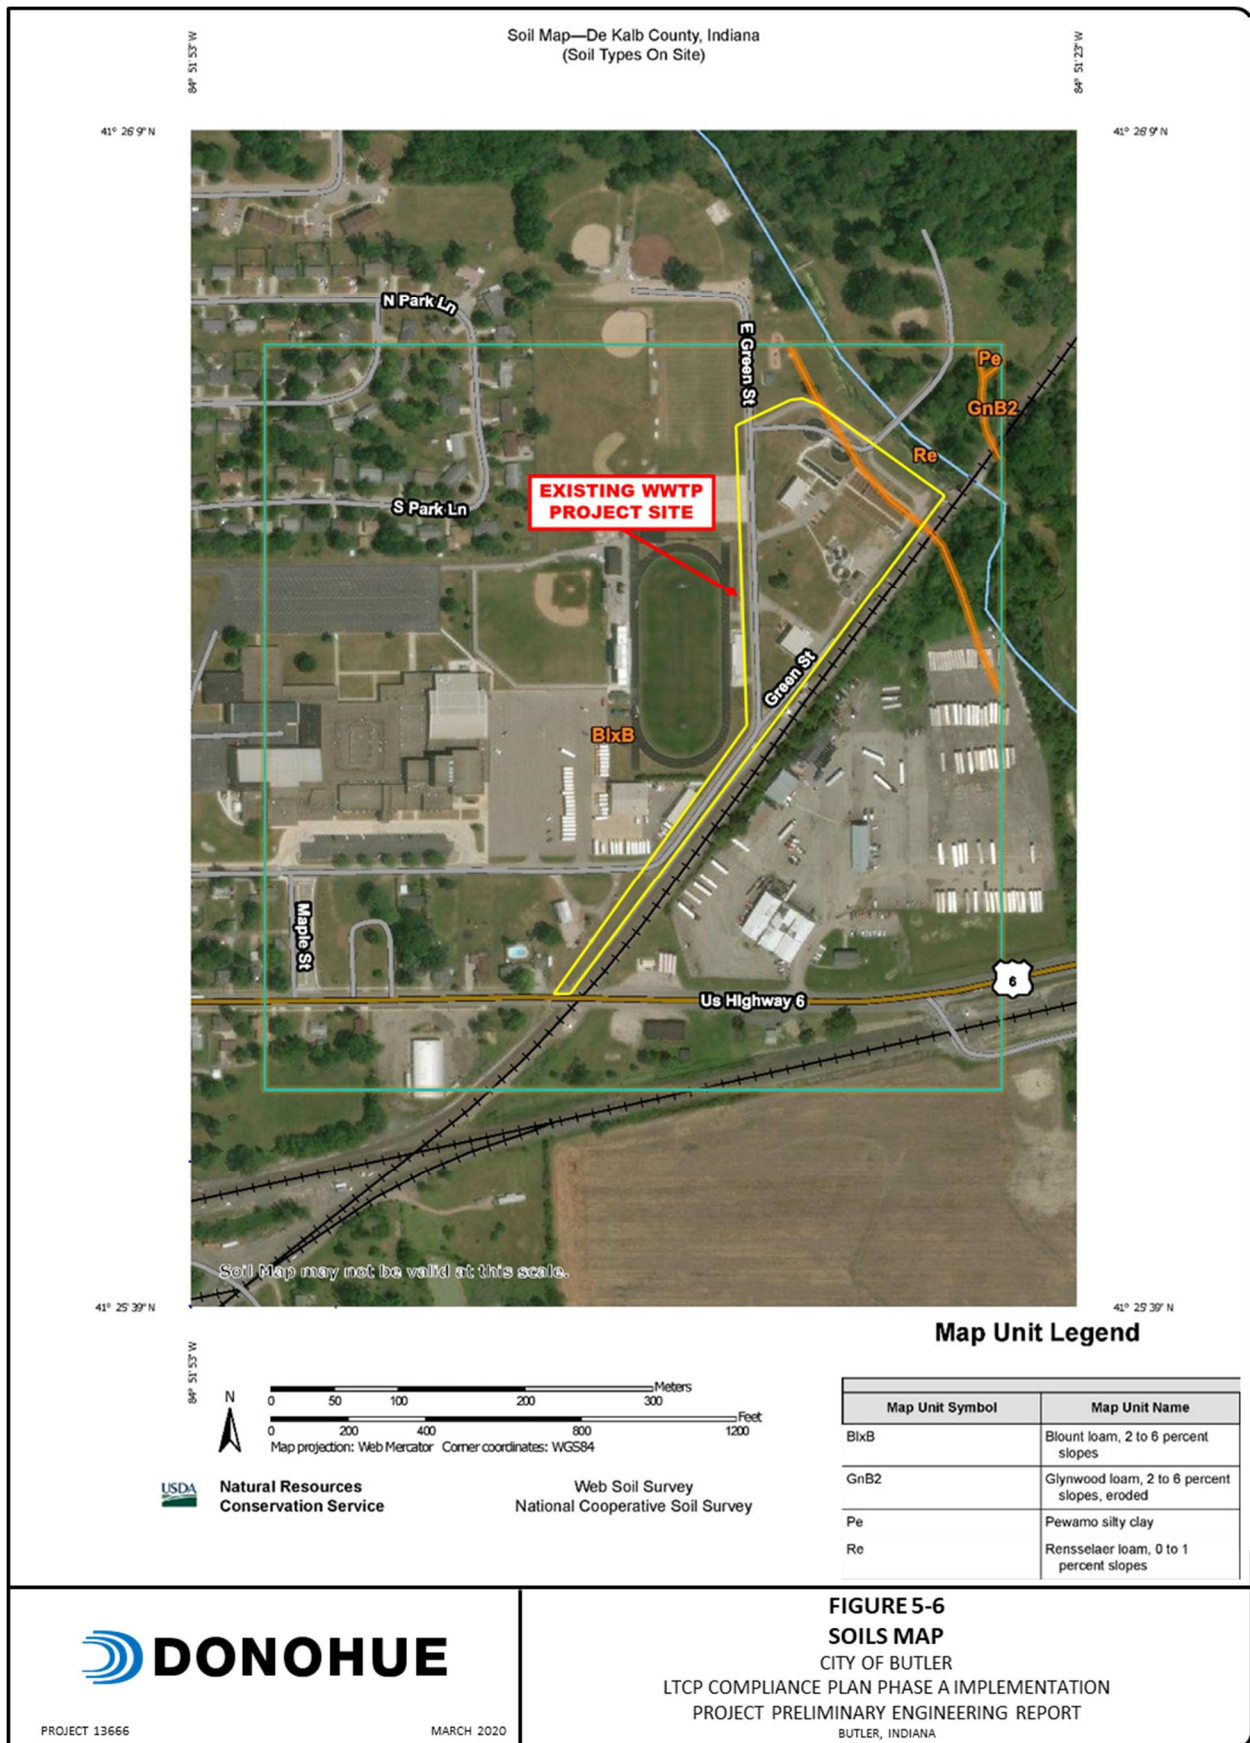 Soil Map—De Kalb County, Indiana
(Soil Types On Site)
84° 51' 53" W
84° 51' 23" W
41° 26' 9" N
41° 26' 9" N
N Park Ln
E Green St
Pe
GnB2
Re
EXISTING WWTP
PROJECT SITE
S Park Ln
Green St
BlxB
Maple St
6
Us Highway 6
Soil Map may not be valid at this scale.
41° 25' 39" N
41° 25' 39" N
84° 51' 53" W
Map Unit Legend
N
Meters
0 50 100 200 300
Feet
0 200 400 800 1200
Map projection: Web Mercator Corner coordinates: WGS84
Map Unit Symbol Map Unit Name
BlxB Blount loam, 2 to 6 percent
slopes
GnB2 Glynwood loam, 2 to 6 percent
slopes, eroded
Pe Pewamo silty clay
Re Rensselaer loam, 0 to 1
percent slopes
USDA
Natural Resources
Conservation Service
Web Soil Survey
National Cooperative Soil Survey
DONOHUE
PROJECT 13666
MARCH 2020
FIGURE 5-6
SOILS MAP
CITY OF BUTLER
LTCP COMPLIANCE PLAN PHASE A IMPLEMENTATION
PROJECT PRELIMINARY ENGINEERING REPORT
BUTLER, INDIANA